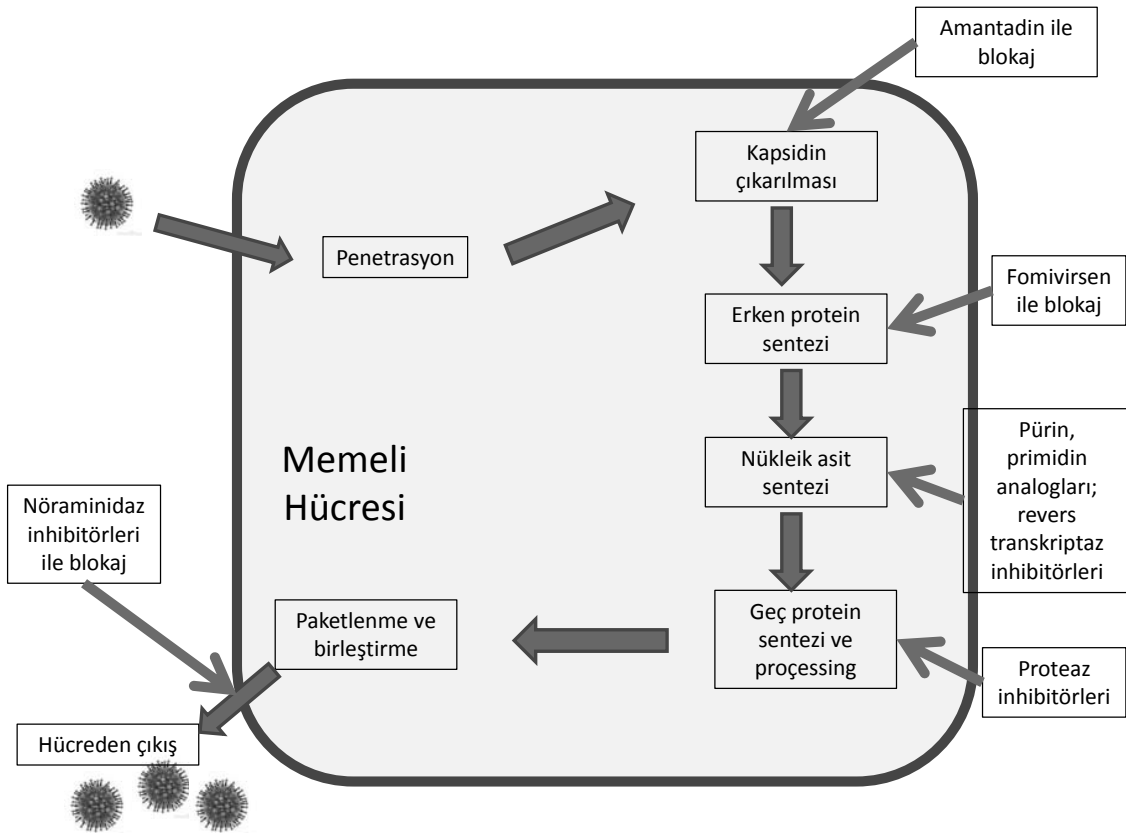 Amantadin ile
blokaj
Kapsidin
çıkarılması
Penetrasyon
Fomivirsen
ile blokaj
Erken protein
sentezi
Pürin,
primidin
analogları;
revers
transkriptaz
inhibitörleri
Nükleik asit
sentezi
Memeli
Hücresi
Nöraminidaz
inhibitörleri
ile blokaj
Geç protein
sentezi ve
proçessing
Paketlenme ve
birleştirme
Proteaz
inhibitörleri
Hücreden çıkış